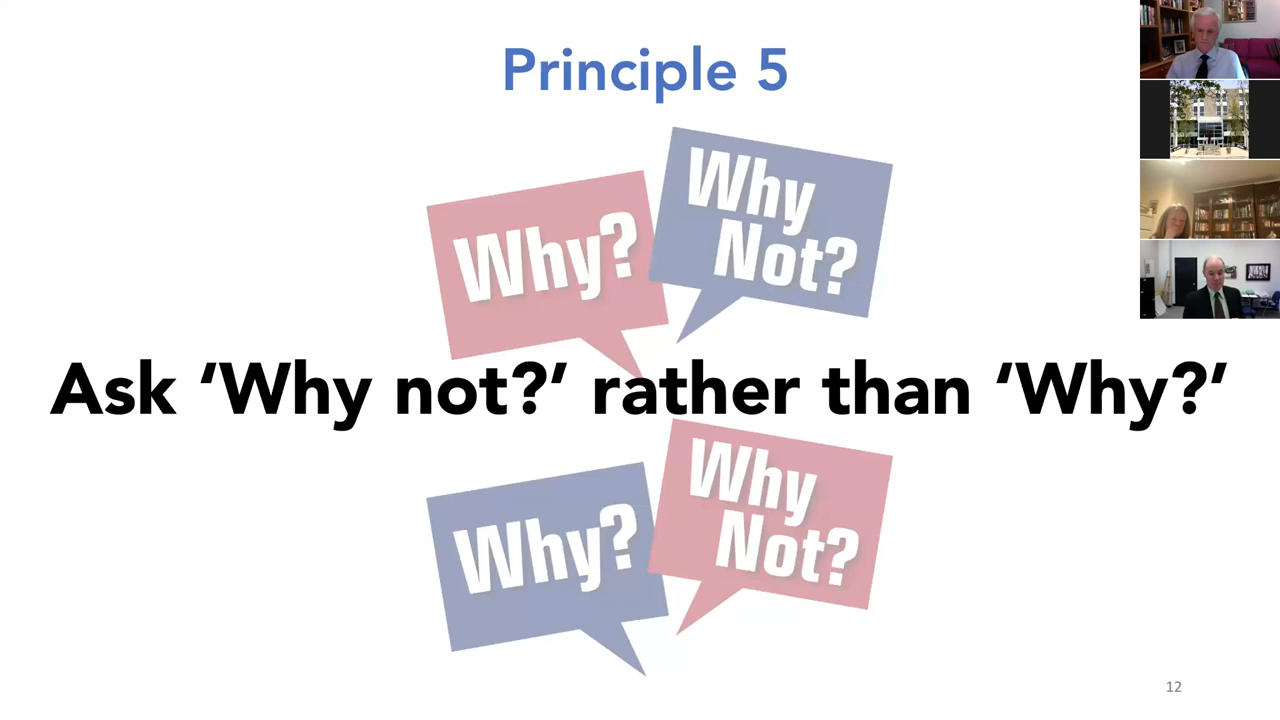 Principle 5
Why?
Why
Not?
Ask ‘Why not?’ rather than ‘Why?’
Why?
Why
Not?
12